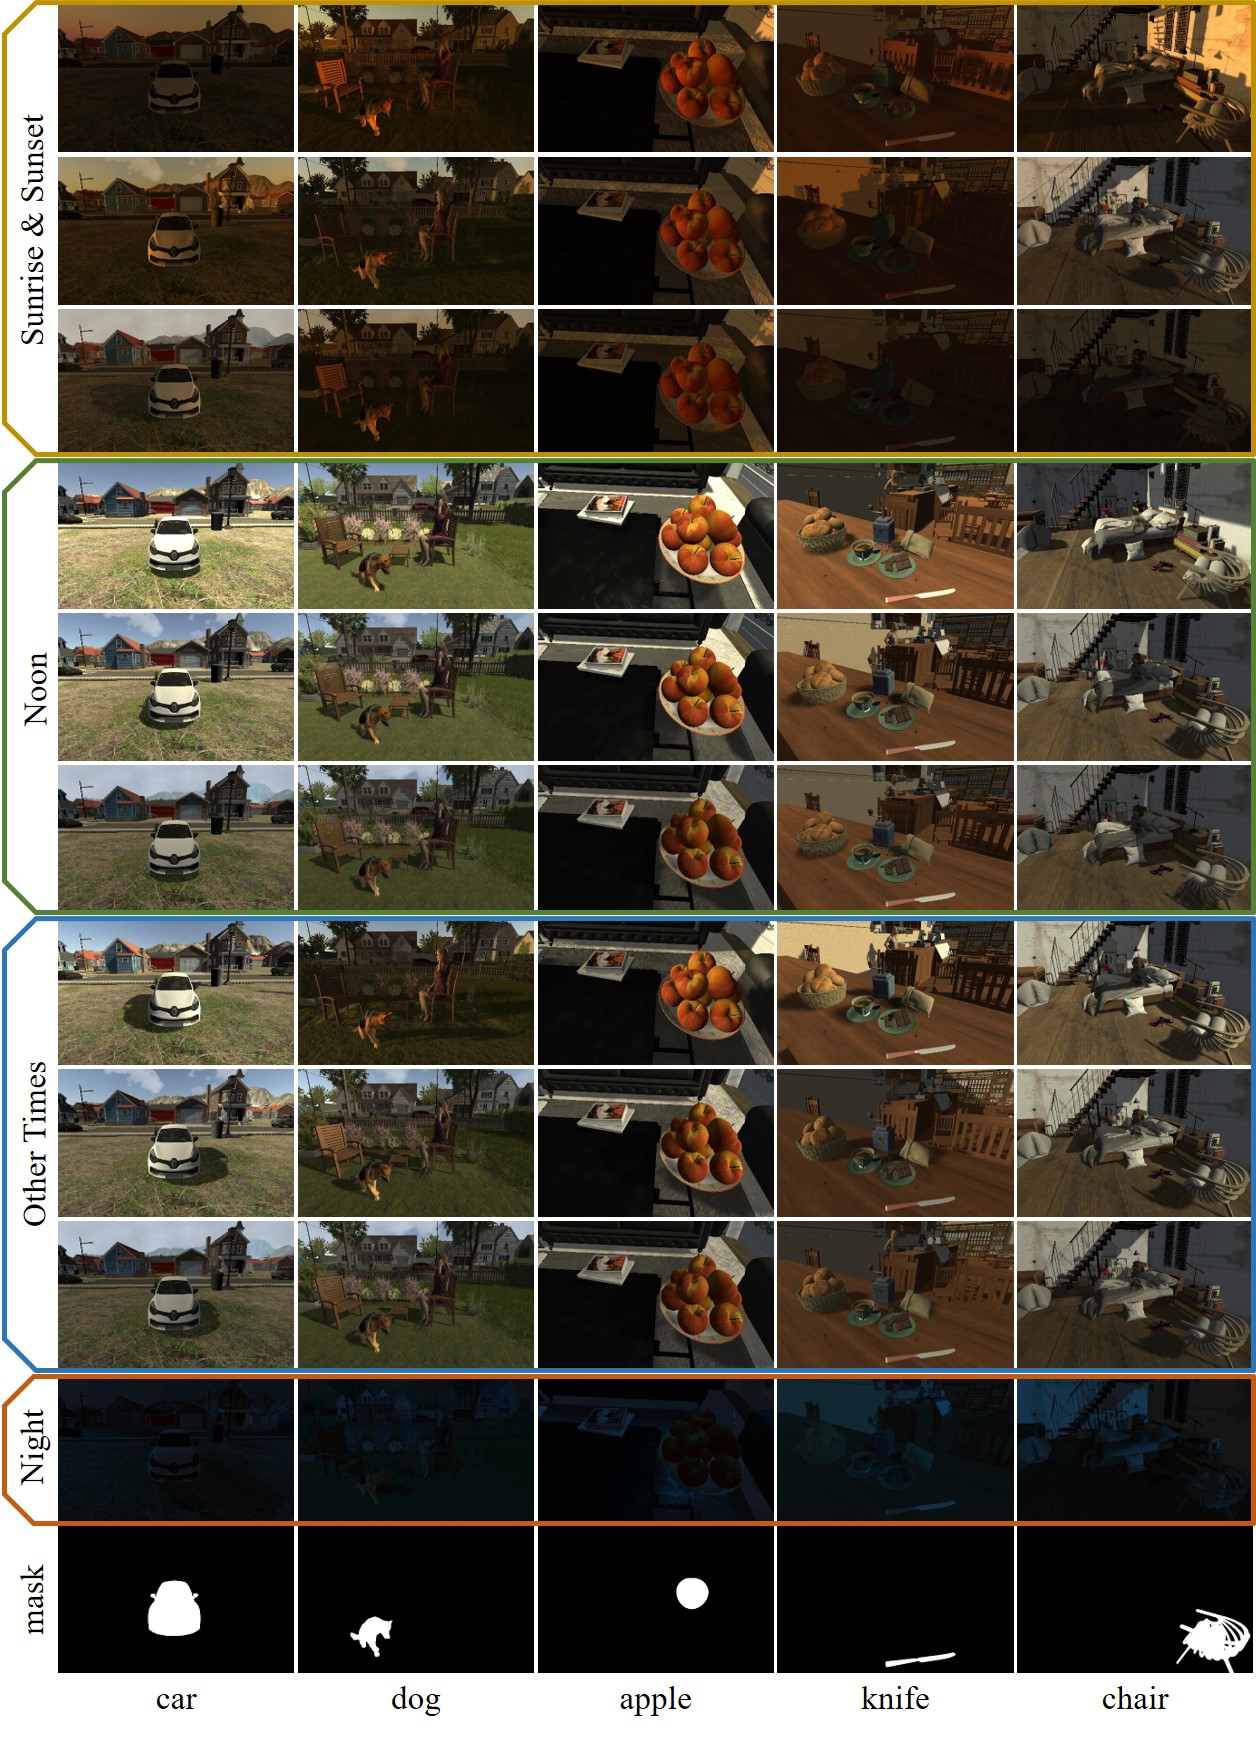 Sunrise & Sunset
Noon
Other Times
Night
mask
car
dog
apple
knife
chair